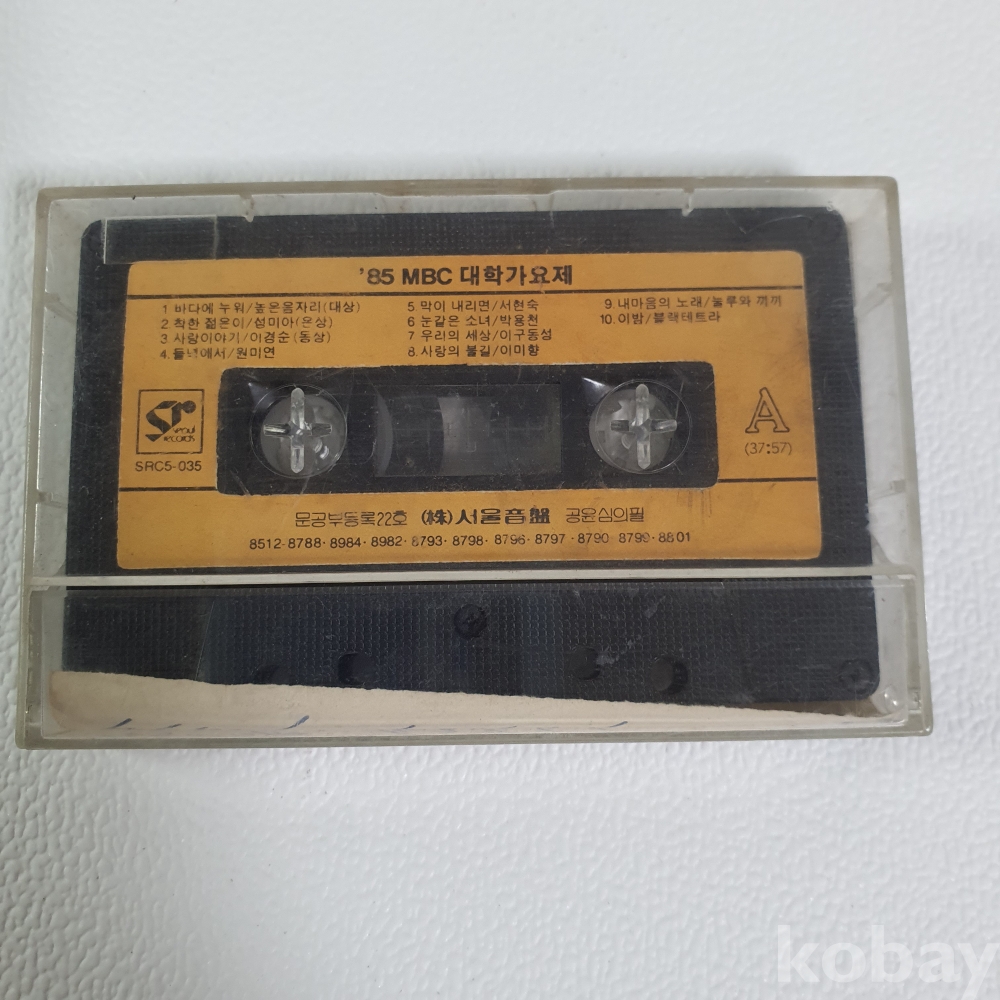 '85 MBC 대학가요제
1 바다에 누워/높은음자리(대상)
2 착한 젊은이/섬미아(은상)
3 사랑이야기/이경순(동상)
4. 들녘에서/원미연
5. 막이 내리면/서현숙
6 눈같은 소녀/박용천
7 우리의 세상/이구동성
8. 사랑의 불길/이미향
9. 내마음의 노래/놀루와 끼끼
10. 이밤/블랙테트라
seoul records
SRC5-035
A
(37:57)
문공부등록22호 (株)서울音盤 공윤심의필
8512-8788·8984·8982·8793·8798·8796·8797·8790 8799·8801
kobay